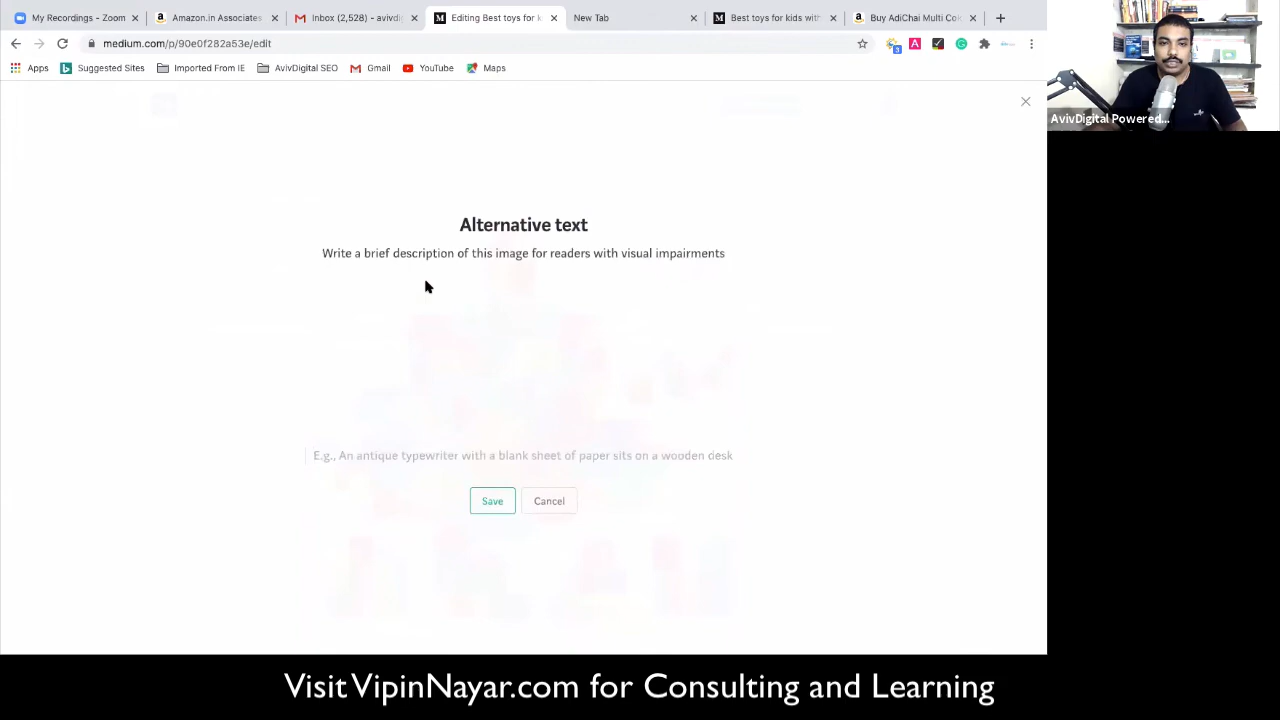 My Recordings - Zoom
Amazon.in Associates
Inbox (2,528) - avivdig
Editing Best toys for k
New Tab
Best toys for kids with
Buy AdiChai Multi Col
medium.com/p/90e0f282a53e/edit
Apps
Suggested Sites
Imported From IE
AvivDigital SEO
Gmail
YouTube
Maps
AvivDigital Powered...
Alternative text
Write a brief description of this image for readers with visual impairments
E.g., An antique typewriter with a blank sheet of paper sits on a wooden desk
Save
Cancel
Visit VipinNayar.com for Consulting and Learning